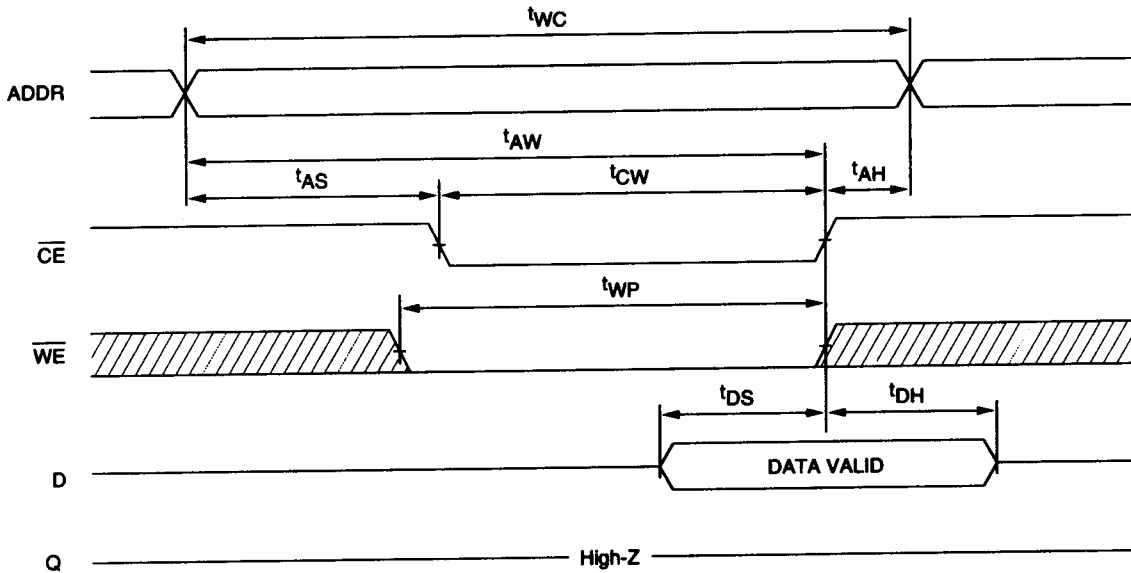 tWC
ADDR
tAW
tAS
tCW
tAH
CE
tWP
WE
tDS
tDH
D
DATA VALID
Q
High-Z